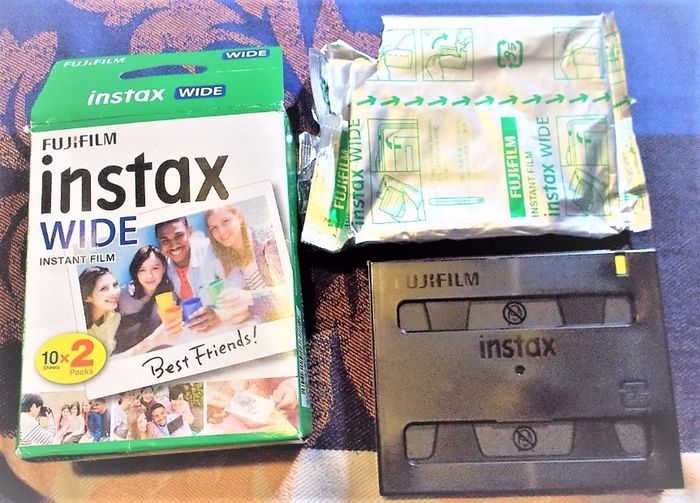 FUJIFILM
WIDE
instax WIDE
FUJIFILM
instax
WIDE
INSTANT FILM
10 x 2
Sheets Packs
Best Friends!
FUJIFILM
instax WIDE
FUJIFILM
INSTANT FILM
instax WIDE
FUJIFILM
instax